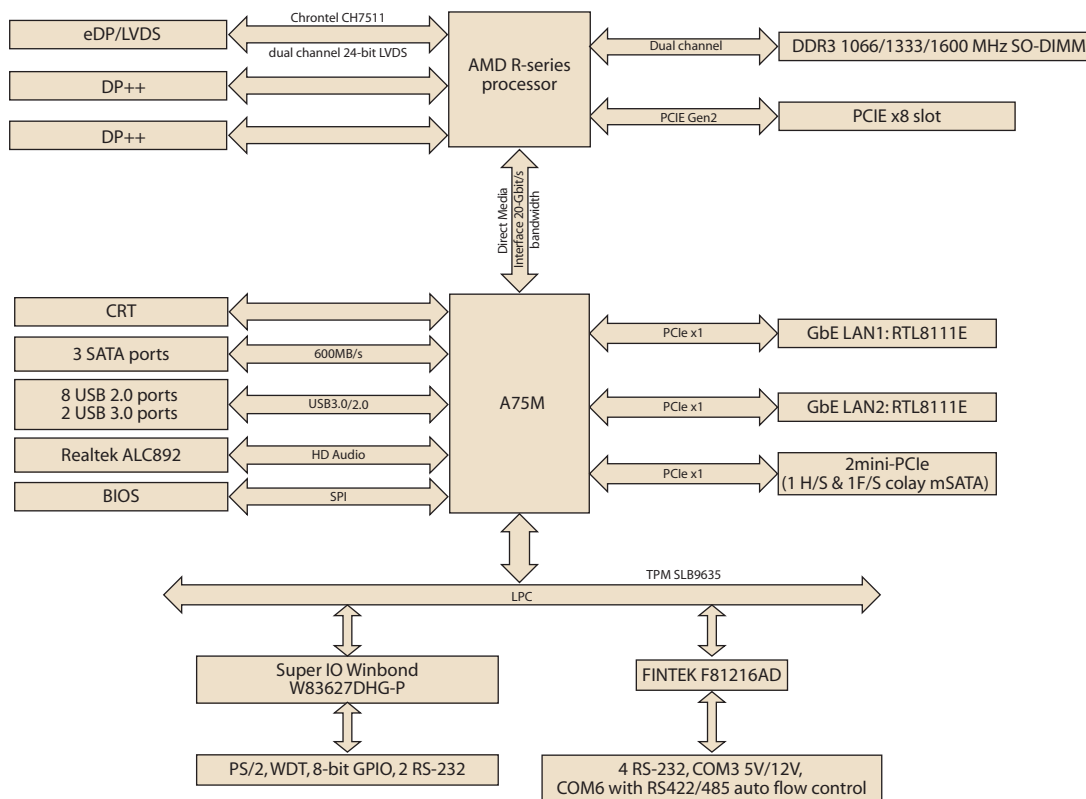 Chrontel CH7511
eDP/LVDS
dual channel 24-bit LVDS
DP++
DP++
AMD R-series
processor
Dual channel
DDR3 1066/1333/1600 MHz SO-DIMM
PCIE Gen2
PCIE x8 slot
Direct Media
Interface 20-Gbit/s
bandwidth
CRT
3 SATA ports
600MB/s
8 USB 2.0 ports
2 USB 3.0 ports
USB3.0/2.0
Realtek ALC892
HD Audio
BIOS
SPI
A75M
PCIe x1
GbE LAN1: RTL8111E
PCIe x1
GbE LAN2: RTL8111E
PCIe x1
2mini-PCIe
(1 H/S & 1F/S colay mSATA)
TPM SLB9635
LPC
Super IO Winbond
W83627DHG-P
FINTEK F81216AD
PS/2, WDT, 8-bit GPIO, 2 RS-232
4 RS-232, COM3 5V/12V,
COM6 with RS422/485 auto flow control